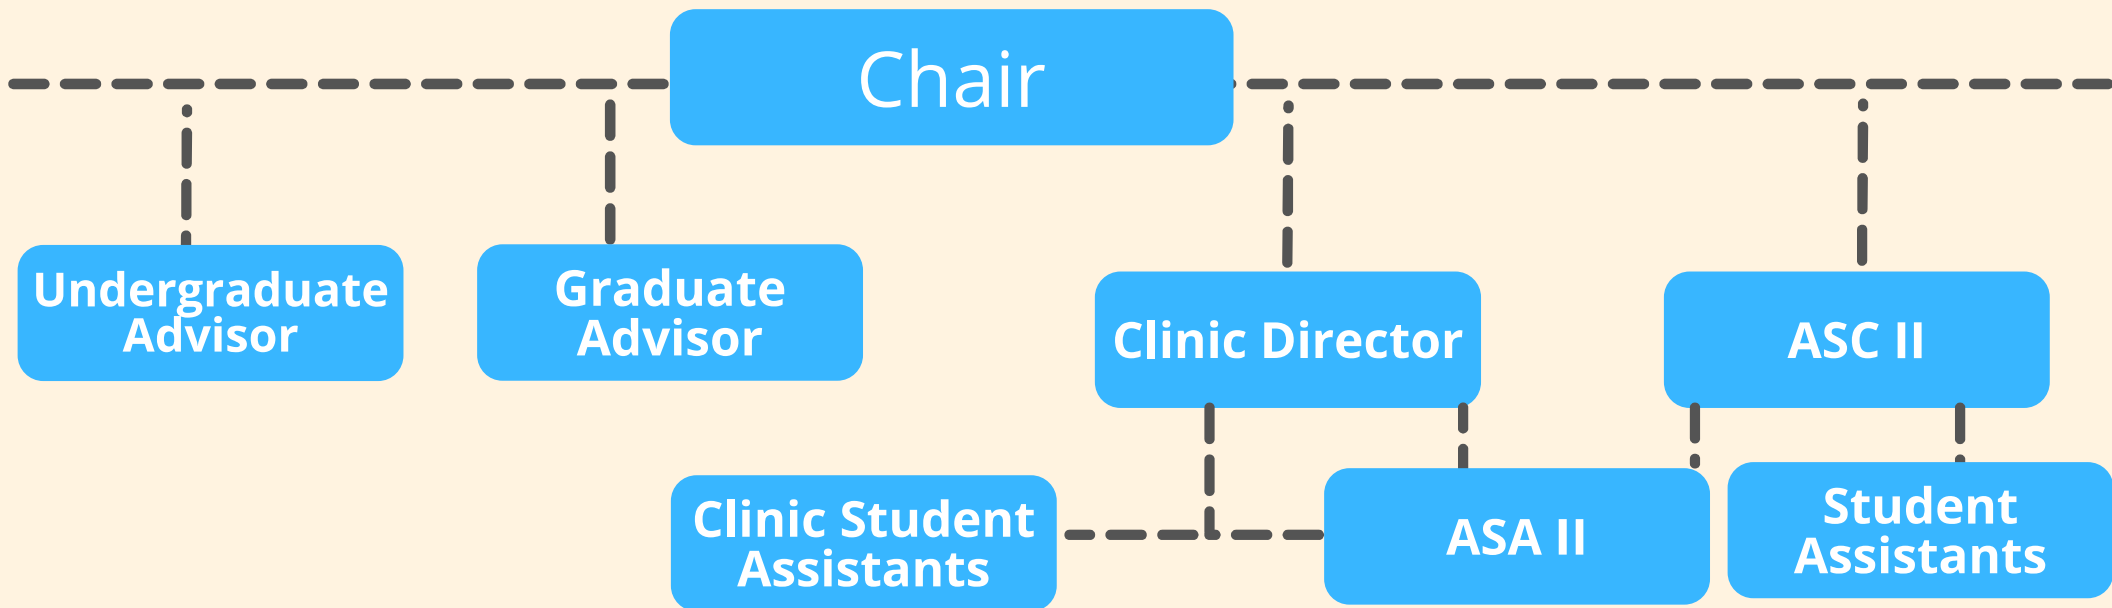 Chair
Undergraduate
Advisor
Graduate
Advisor
Clinic Director
ASC II
Clinic Student
Assistants
ASA II
Student
Assistants